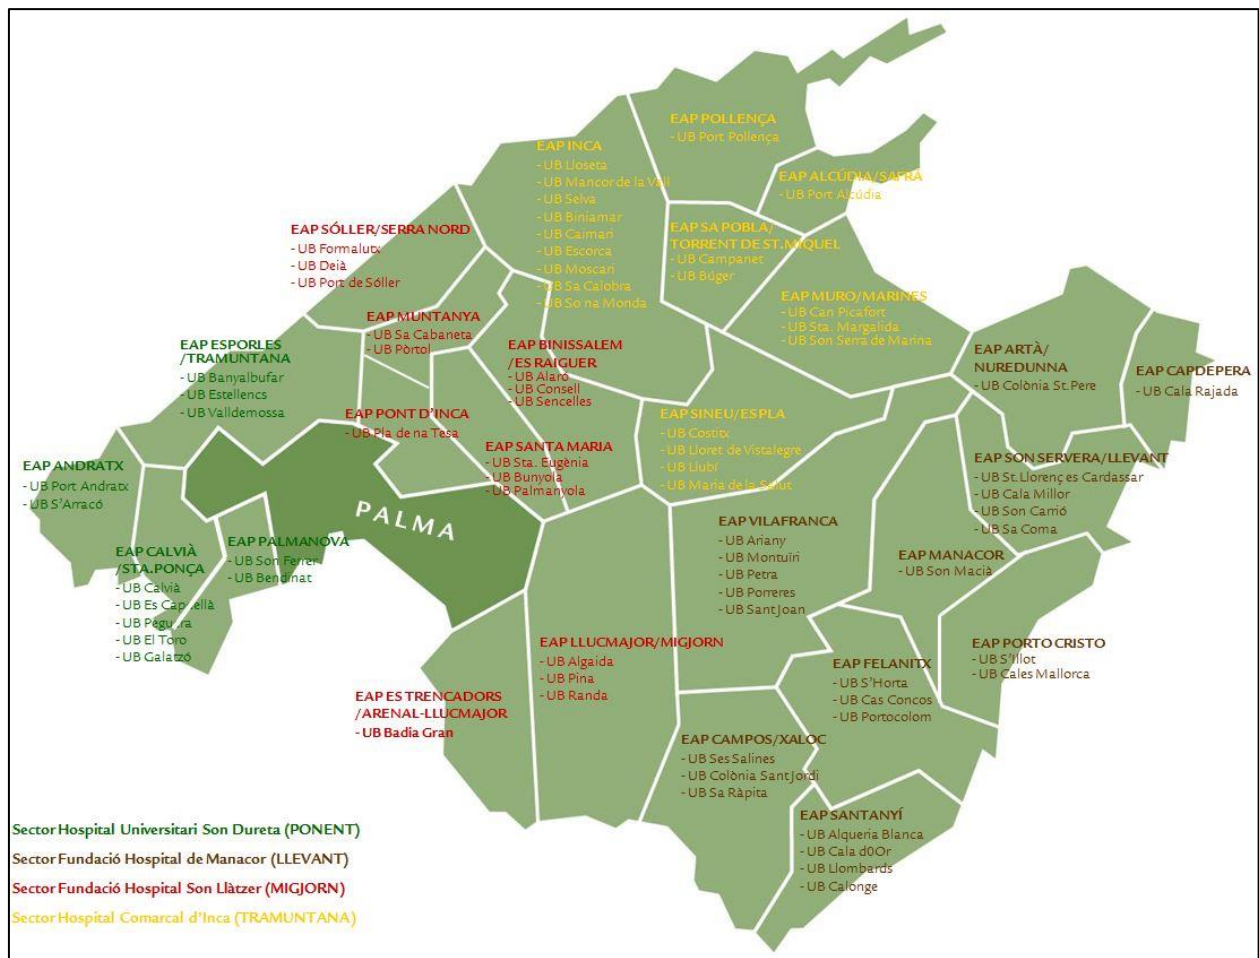 EAP POLLENÇA
- UB Port Pollença
EAP INCA
- UB Lloseta
- UB Mancor de la Vall
- UB Selva
- UB Biniamar
- UB Caimari
- UB Escorca
- UB Moscari
- UB Sa Calobra
- UB So na Monda
EAP ALCÚDIA/SAFRÀ
- UB Port Alcúdia
EAP SÓLLER/SERRA NORD
- UB Formalutx
- UB Deià
- UB Port de Sóller
EAP SA POBLA/
TORRENT DE ST.MIQUEL
- UB Campanet
- UB Búger
EAP MURO/MARINES
- UB Can Picafort
- UB Sta. Margalida
- UB Son Serra de Marina
EAP MUNTANYA
- UB Sa Cabaneta
- UB Pòrtol
EAP ESPORLES
/TRAMUNTANA
- UB Banyalbufar
- UB Estellencs
- UB Valldemossa
EAP BINISSALEM
/ES RAIGUER
- UB Alaró
- UB Consell
- UB Sencelles
EAP ARTÀ/
NUREDUNNA
- UB Colònia St. Pere
EAP CAPDEPERA
- UB Cala Rajada
EAP PONT D'INCA
- UB Pla de na Tesa
EAP SINEU/ES PLA
- UB Costitx
- UB Lloret de Vistalegre
- UB Llubí
- UB Maria de la Salut
EAP SANTA MARIA
- UB Sta. Eugènia
- UB Bunyola
- UB Palmanyola
EAP SON SERVERA/LLEVANT
- UB St. Llorenç es Cardassar
- UB Cala Millor
- UB Son Carrió
- UB Sa Coma
EAP ANDRATX
- UB Port Andratx
- UB S'Arracó
PALMA
EAP VILAFRANCA
- UB Ariany
- UB Montuïri
- UB Petra
- UB Porreres
- UB Sant Joan
EAP PALMANOVA
- UB Son Ferrer
- UB Bendinat
EAP CALVIÀ
/STA.PONÇA
- UB Calvià
- UB Es Capdellà
- UB Peguera
- UB El Toro
- UB Galatzó
EAP MANACOR
- UB Son Macià
EAP LLUCMAJOR/MIGJORN
- UB Algaida
- UB Pina
- UB Randa
EAP PORTO CRISTO
- UB S'Illot
- UB Cales Mallorca
EAP FELANITX
- UB S'Horta
- UB Cas Concos
- UB Portocolom
EAP ES TRENCADORS
/ARENAL-LLUCMAJOR
- UB Badia Gran
EAP CAMPOS/XALOC
- UB Ses Salines
- UB Colònia Sant Jordi
- UB Sa Ràpita
EAP SANTANYÍ
- UB Alqueria Blanca
- UB Cala d0Or
- UB Llombards
- UB Calonge
Sector Hospital Universitari Son Dureta (PONENT)
Sector Fundació Hospital de Manacor (LLEVANT)
Sector Fundació Hospital Son Llàtzer (MIGJORN)
Sector Hospital Comarcal d'Inca (TRAMUNTANA)